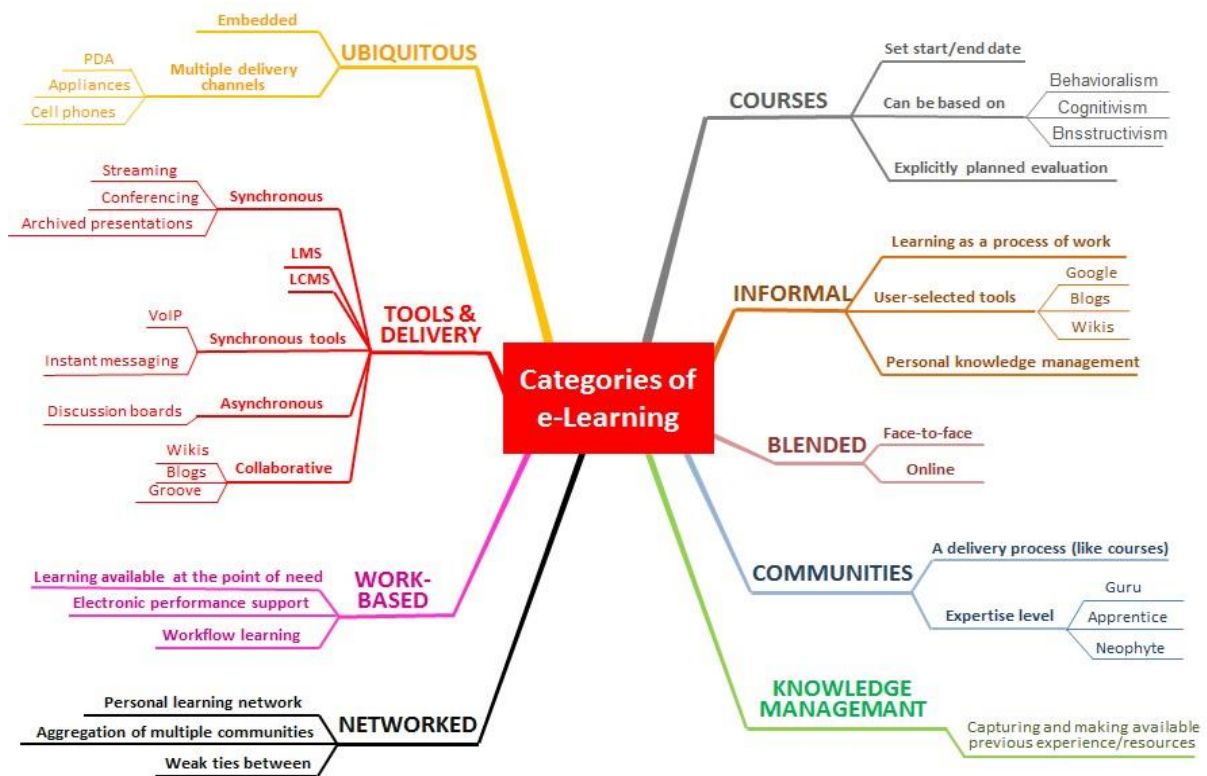 Categories of
e-Learning
UBIQUITOUS
Embedded
Multiple delivery
channels
PDA
Appliances
Cell phones
TOOLS &
DELIVERY
Synchronous
Streaming
Conferencing
Archived presentations
LMS
LCMS
Synchronous tools
VoIP
Instant messaging
Asynchronous
Discussion boards
Collaborative
Wikis
Blogs
Groove
WORK-
BASED
Learning available at the point of need
Electronic performance support
Workflow learning
NETWORKED
Personal learning network
Aggregation of multiple communities
Weak ties between
COURSES
Set start/end date
Can be based on
Behavioralism
Cognitivism
Bnsstructivism
Explicitly planned evaluation
INFORMAL
Learning as a process of work
User-selected tools
Google
Blogs
Wikis
Personal knowledge management
BLENDED
Face-to-face
Online
COMMUNITIES
A delivery process (like courses)
Expertise level
Guru
Apprentice
Neophyte
KNOWLEDGE
MANAGEMANT
Capturing and making available
previous experience/resources